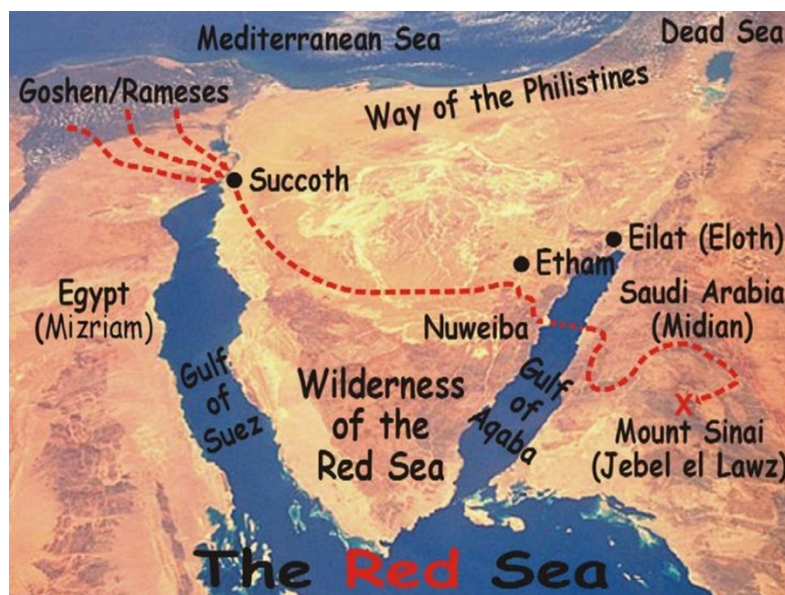 Mediterranean Sea
Dead Sea
Goshen/Rameses
Way of the Philistines
Succoth
Eilat (Eloth)
Etham
Egypt
(Mizriam)
Saudi Arabia
(Midian)
Nuweiba
Gulf
of
Suez
Wilderness
of the
Red Sea
Gulf
of
Aqaba
X
Mount Sinai
(Jebel el Lawz)
The Red Sea